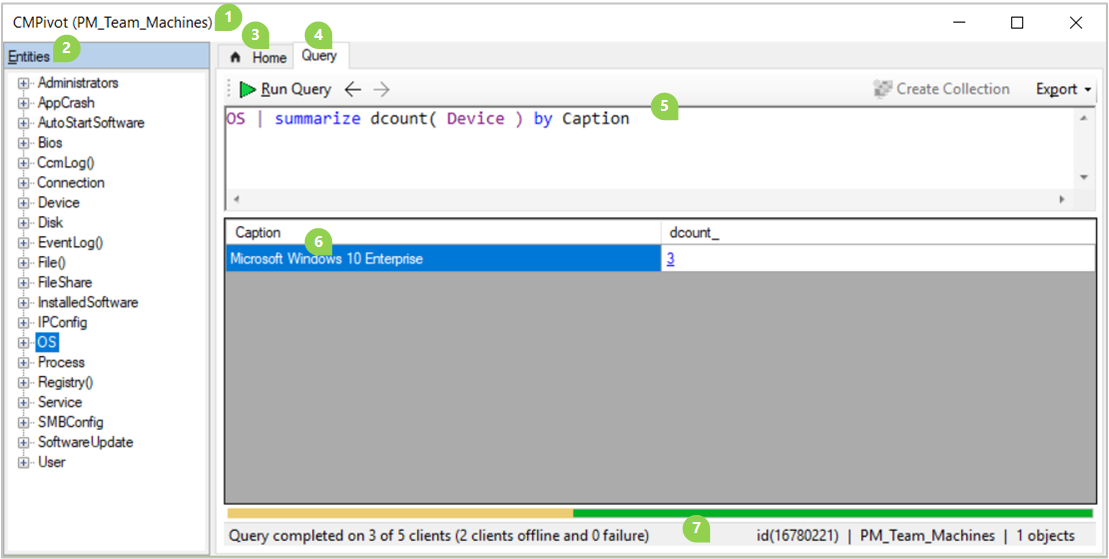 CMPivot (PM_Team_Machines) 1
Entities 2
Administrators
AppCrash
AutoStartSoftware
Bios
CcmLog()
Connection
Device
Disk
EventLog()
File()
FileShare
InstalledSoftware
IPConfig
OS
Process
Registry()
Service
SMBConfig
SoftwareUpdate
User
3 4
Home Query
Run Query Create Collection Export
5
OS | summarize dcount( Device ) by Caption
Caption dcount_
6
Microsoft Windows 10 Enterprise 3
7
Query completed on 3 of 5 clients (2 clients offline and 0 failure) id(16780221) | PM_Team_Machines | 1 objects